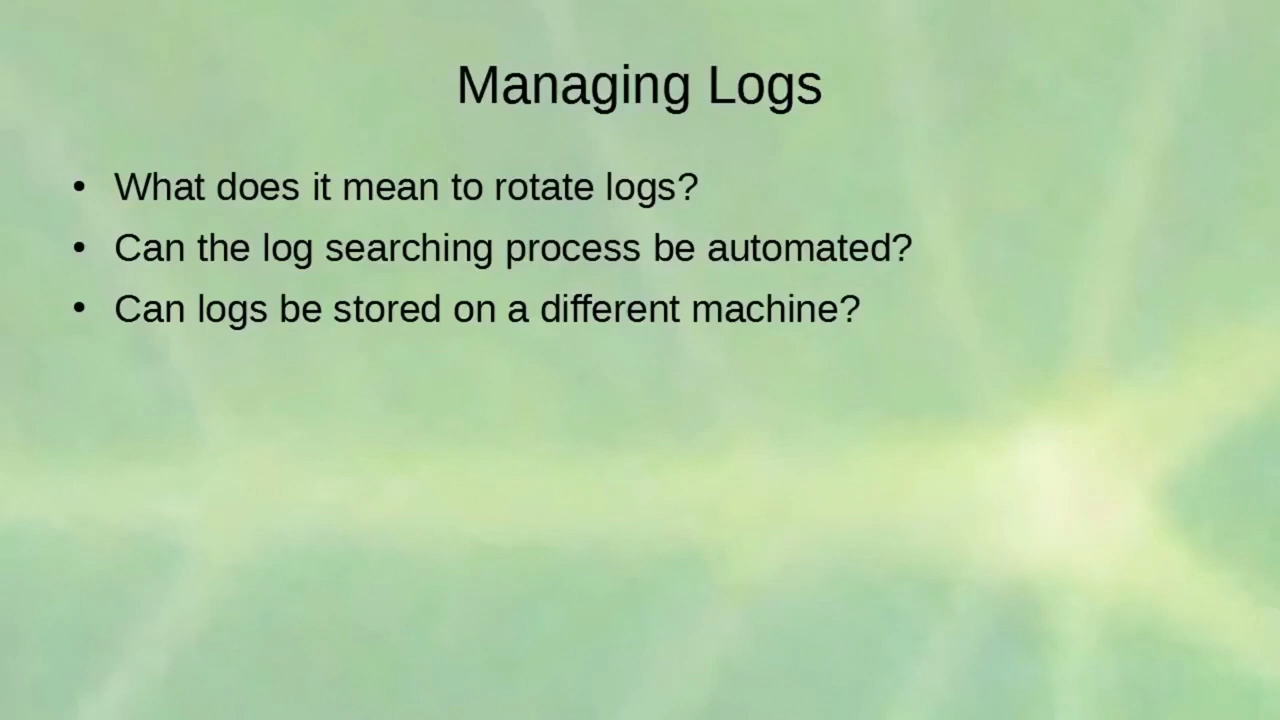 Managing Logs
• What does it mean to rotate logs?
• Can the log searching process be automated?
• Can logs be stored on a different machine?